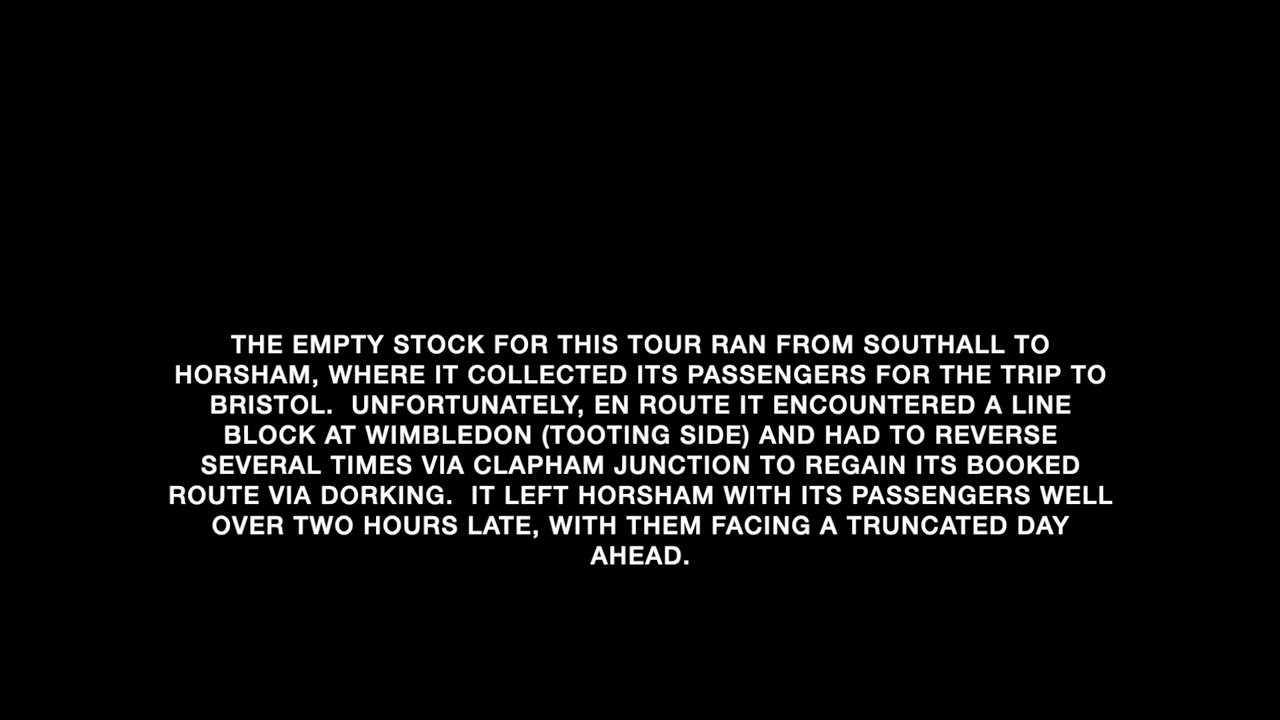 THE EMPTY STOCK FOR THIS TOUR RAN FROM SOUTHALL TO
HORSHAM, WHERE IT COLLECTED ITS PASSENGERS FOR THE TRIP TO
BRISTOL.  UNFORTUNATELY, EN ROUTE IT ENCOUNTERED A LINE
BLOCK AT WIMBLEDON (TOOTING SIDE) AND HAD TO REVERSE
SEVERAL TIMES VIA CLAPHAM JUNCTION TO REGAIN ITS BOOKED
ROUTE VIA DORKING.  IT LEFT HORSHAM WITH ITS PASSENGERS WELL
OVER TWO HOURS LATE, WITH THEM FACING A TRUNCATED DAY
AHEAD.